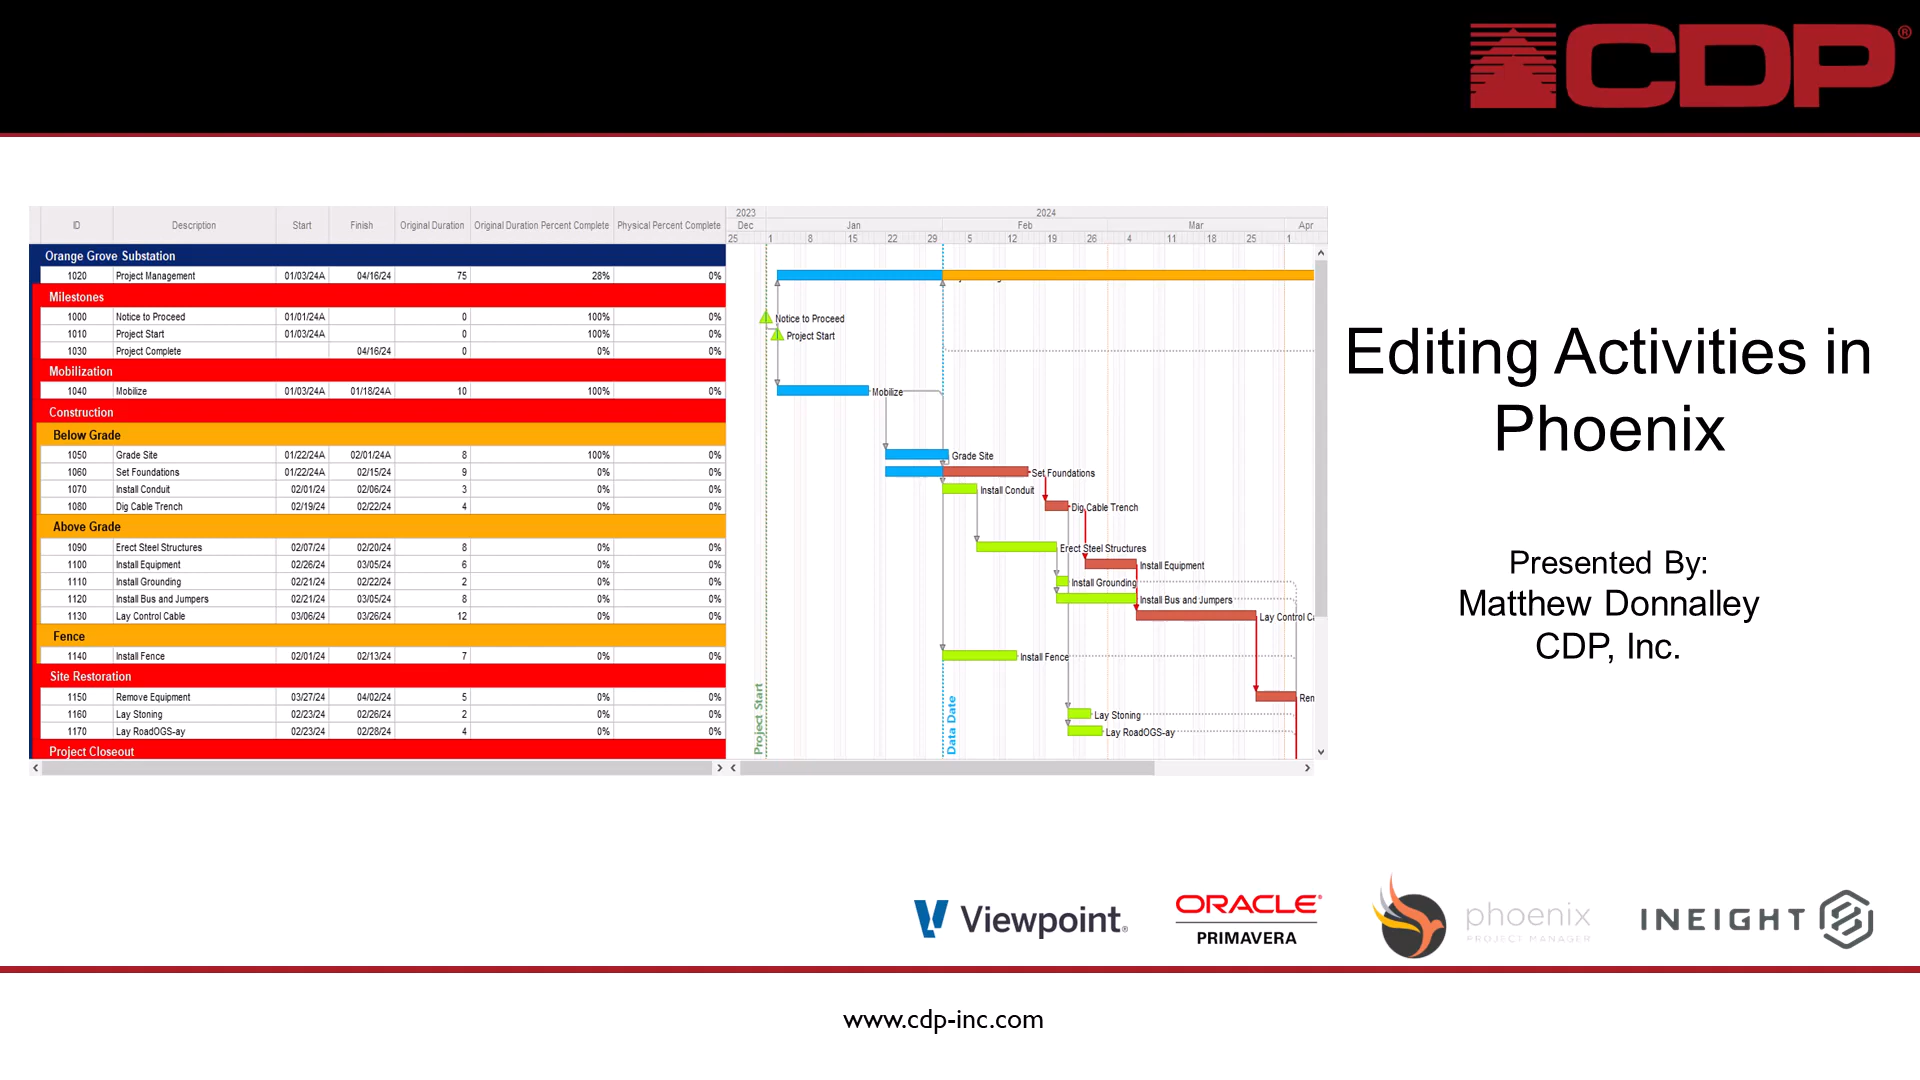 CDP®
ID Description Start Finish Original Duration Original Duration Percent Complete Physical Percent Complete
2023 2024
Dec Jan Feb Mar Apr
25 1 8 15 22 29 5 12 19 26 4 11 18 25 1
Orange Grove Substation
1020 Project Management 01/03/24A 04/16/24 75 28% 0%
Milestones
1000 Notice to Proceed 01/01/24A 0 100% 0%
1010 Project Start 01/03/24A 0 100% 0%
1030 Project Complete 04/16/24 0 0% 0%
Mobilization
1040 Mobilize 01/03/24A 01/18/24A 10 100% 0%
Construction
Below Grade
1050 Grade Site 01/22/24A 02/01/24A 8 100% 0%
1060 Set Foundations 01/22/24A 02/15/24 9 0% 0%
1070 Install Conduit 02/01/24 02/06/24 3 0% 0%
1080 Dig Cable Trench 02/19/24 02/22/24 4 0% 0%
Above Grade
1090 Erect Steel Structures 02/07/24 02/20/24 8 0% 0%
1100 Install Equipment 02/26/24 03/05/24 6 0% 0%
1110 Install Grounding 02/21/24 02/22/24 2 0% 0%
1120 Install Bus and Jumpers 02/21/24 03/05/24 8 0% 0%
1130 Lay Control Cable 03/06/24 03/26/24 12 0% 0%
Fence
1140 Install Fence 02/01/24 02/13/24 7 0% 0%
Site Restoration
1150 Remove Equipment 03/27/24 04/02/24 5 0% 0%
1160 Lay Stoning 02/23/24 02/26/24 2 0% 0%
1170 Lay RoadOGS-ay 02/23/24 02/28/24 4 0% 0%
Project Closeout
Notice to Proceed
Project Start
Mobilize
Grade Site
Set Foundations
Install Conduit
Dig Cable Trench
Erect Steel Structures
Install Equipment
Install Grounding
Install Bus and Jumpers
Lay Control Ca
Install Fence
Rem
Lay Stoning
Lay RoadOGS-ay
Project Start
Data Date
Editing Activities in
Phoenix
Presented By:
Matthew Donnalley
CDP, Inc.
Viewpoint®
ORACLE®
PRIMAVERA
phoenix
PROJECT MANAGER
INEIGHT
www.cdp-inc.com